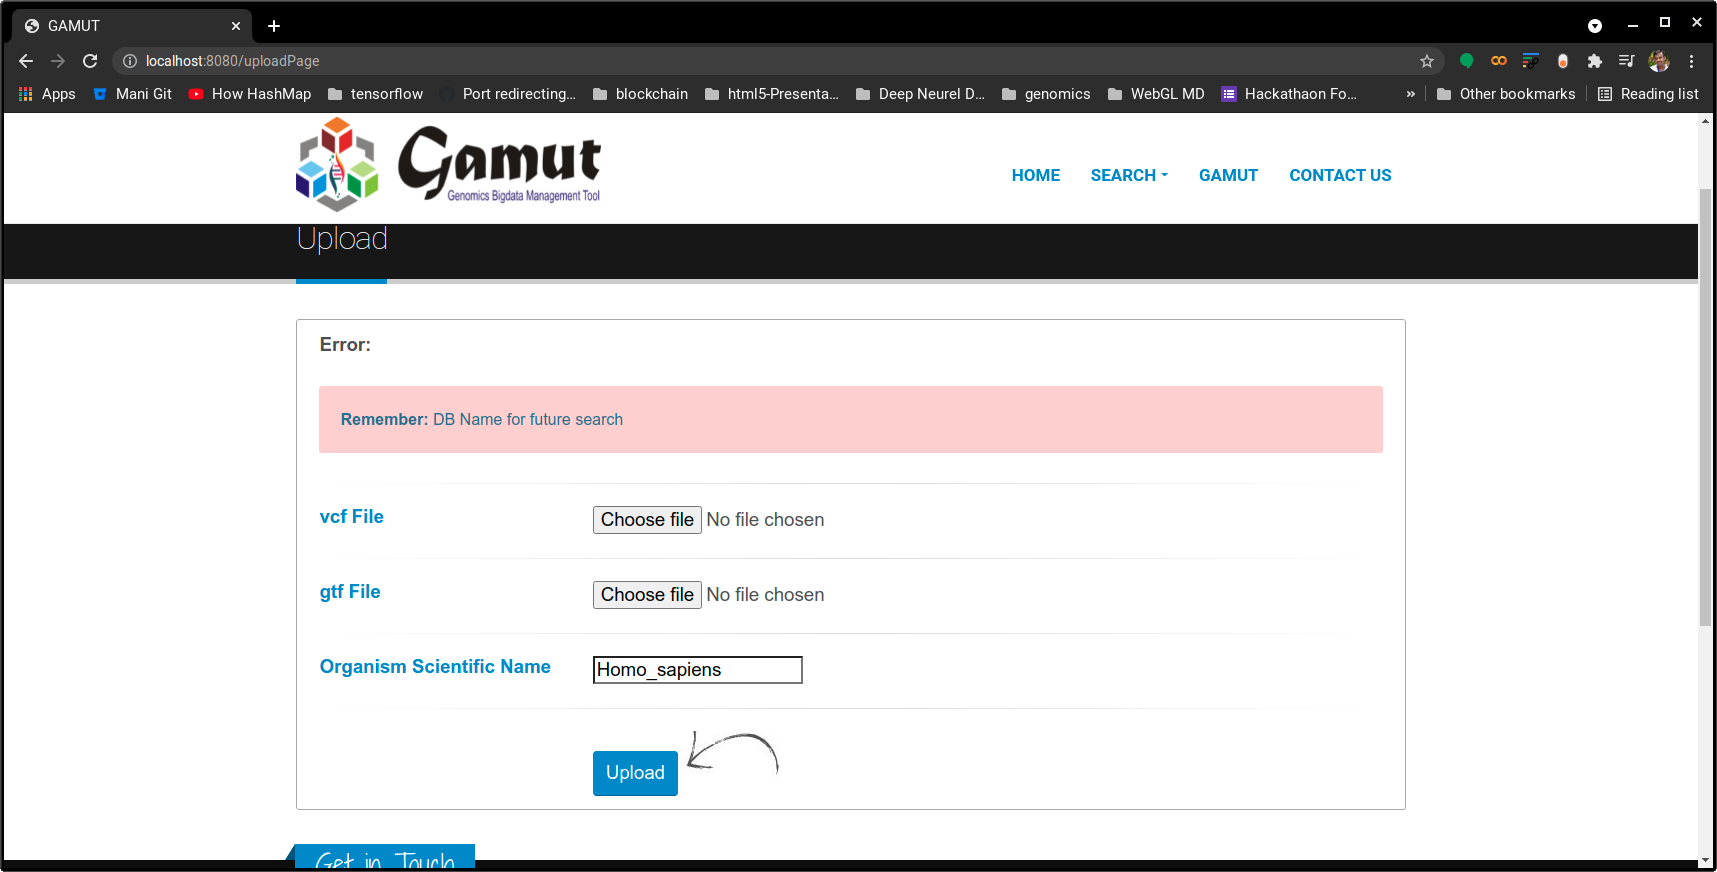 GAMUT
localhost:8080/uploadPage
Apps Mani Git How HashMap tensorflow Port redirecting... blockchain html5-Presenta... Deep Neurel D... genomics WebGL MD Hackathaon Fo... » Other bookmarks Reading list
Gamut
Genomics Bigdata Management Tool
HOME SEARCH GAMUT CONTACT US
Upload
Error:
Remember: DB Name for future search
vcf File Choose file No file chosen
gtf File Choose file No file chosen
Organism Scientific Name Homo_sapiens
Upload
Get in Touch